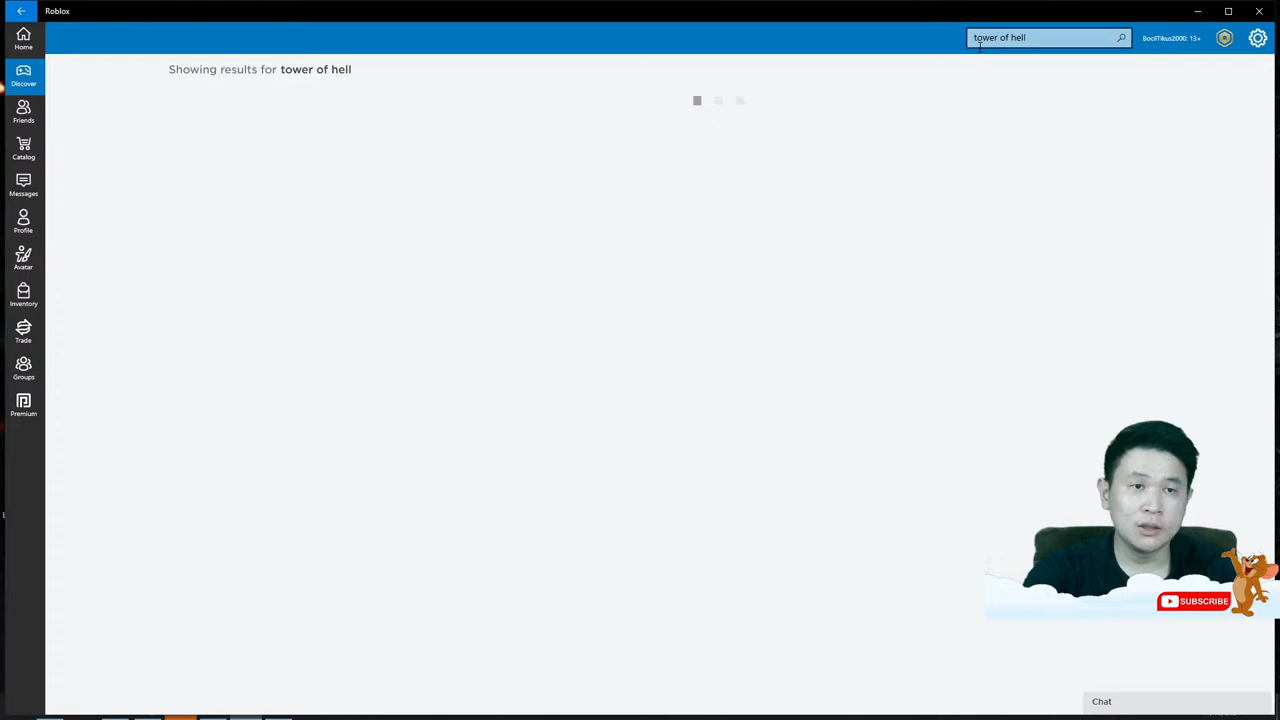 Roblox
Home
Discover
Friends
Catalog
Messages
Profile
Avatar
Inventory
Trade
Groups
Premium
tower of hell
BocilTikus2000: 13+
Showing results for tower of hell
SUBSCRIBE
Chat